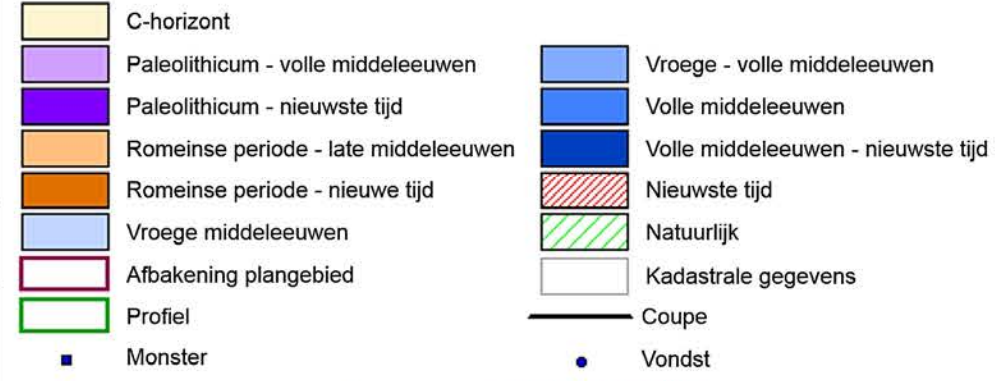 C-horizont
Paleolithicum - volle middeleeuwen
Paleolithicum - nieuwste tijd
Romeinse periode - late middeleeuwen
Romeinse periode - nieuwe tijd
Vroege middeleeuwen
Afbakening plangebied
Profiel
Monster
Vroege - volle middeleeuwen
Volle middeleeuwen
Volle middeleeuwen - nieuwste tijd
Nieuwste tijd
Natuurlijk
Kadastrale gegevens
Coupe
Vondst